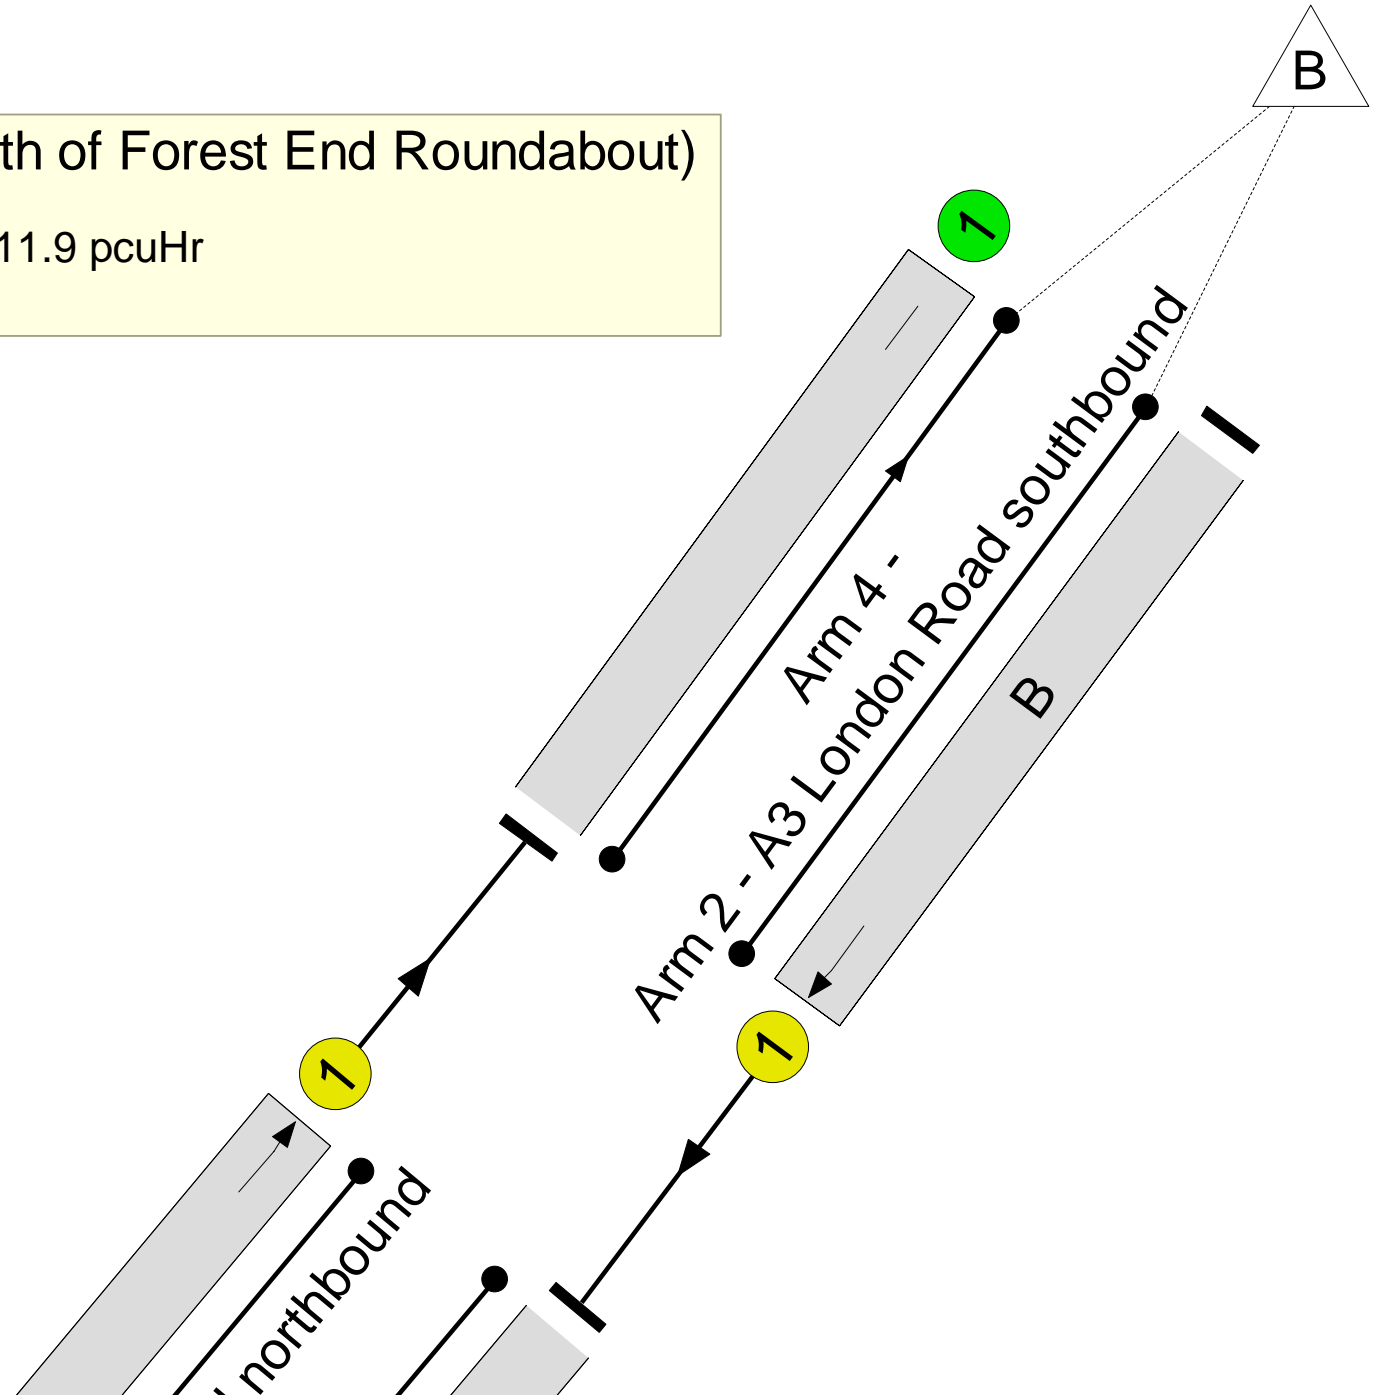 B
th of Forest End Roundabout)
11.9 pcuHr
1
Arm 4 -
Arm 2 - A3 London Road southbound
B
1
1
northbound